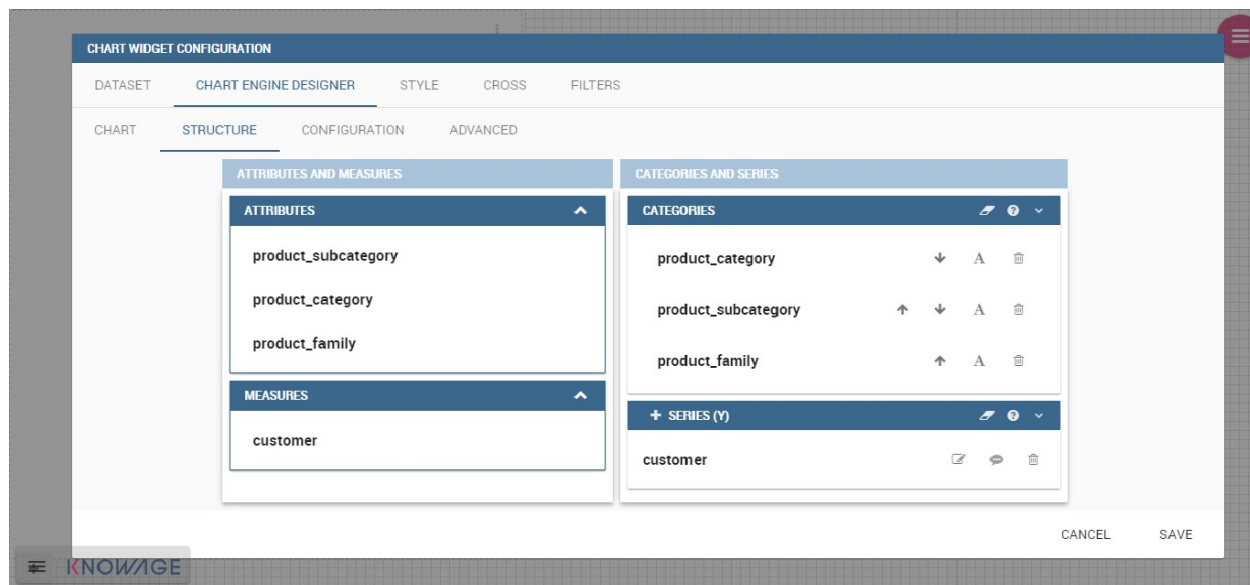 CHART WIDGET CONFIGURATION
DATASET CHART ENGINE DESIGNER STYLE CROSS FILTERS
CHART STRUCTURE CONFIGURATION ADVANCED
ATTRIBUTES AND MEASURES
ATTRIBUTES
product_subcategory
product_category
product_family
MEASURES
customer
CATEGORIES AND SERIES
CATEGORIES
product_category A
product_subcategory A
product_family A
+ SERIES (Y)
customer
CANCEL SAVE
KNOWAGE